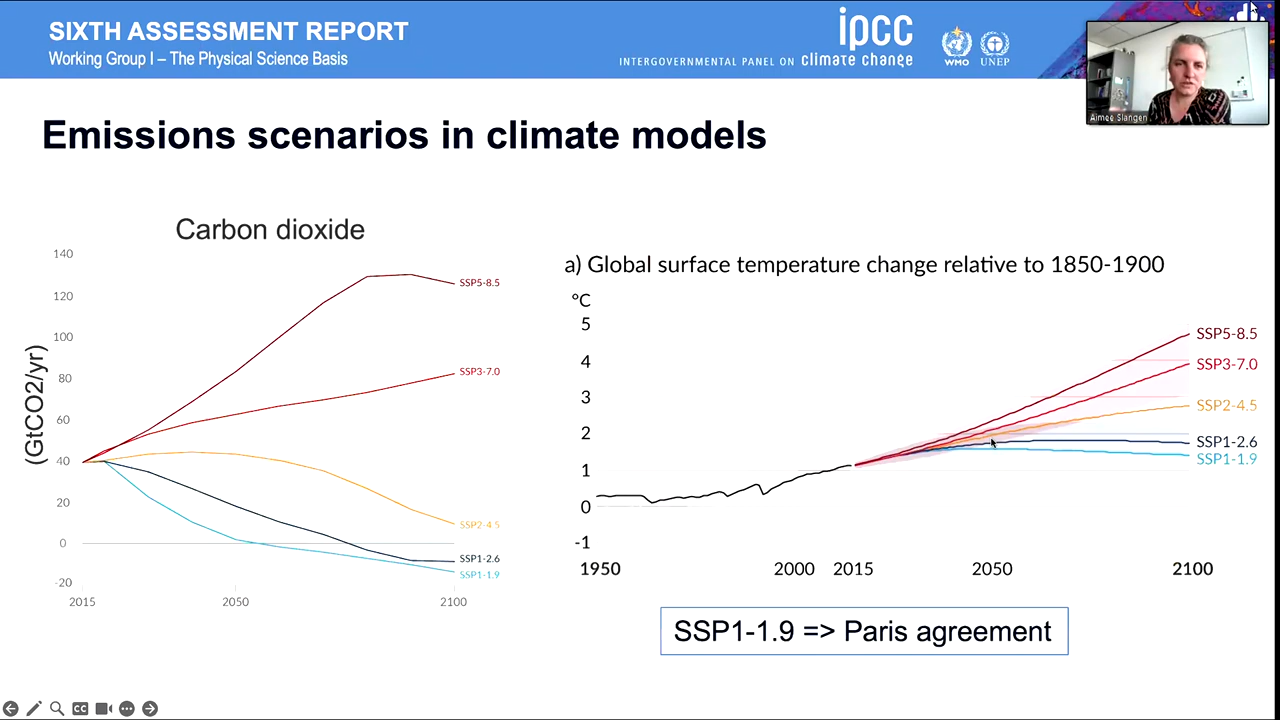 SIXTH ASSESSMENT REPORT
Working Group I – The Physical Science Basis
INTERGOVERNMENTAL PANEL ON climate change
ipcc
WMO
UNEP
Aimée Slangen
Emissions scenarios in climate models
Carbon dioxide
(GtCO2/yr)
140
120
100
80
60
40
20
0
-20
2015
2050
2100
SSP5-8.5
SSP3-7.0
SSP2-4.5
SSP1-2.6
SSP1-1.9
a) Global surface temperature change relative to 1850-1900
°C
5
4
3
2
1
0
-1
1950
2000
2015
2050
2100
SSP5-8.5
SSP3-7.0
SSP2-4.5
SSP1-2.6
SSP1-1.9
SSP1-1.9 => Paris agreement
CC